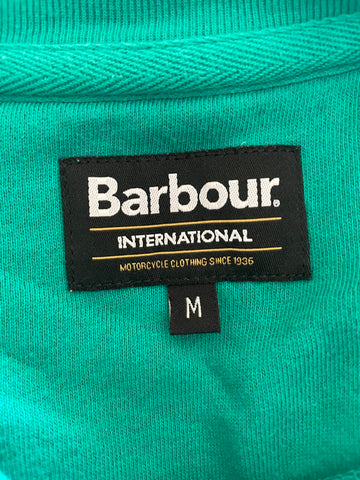 Barbour®
INTERNATIONAL
MOTORCYCLE CLOTHING SINCE 1936
M